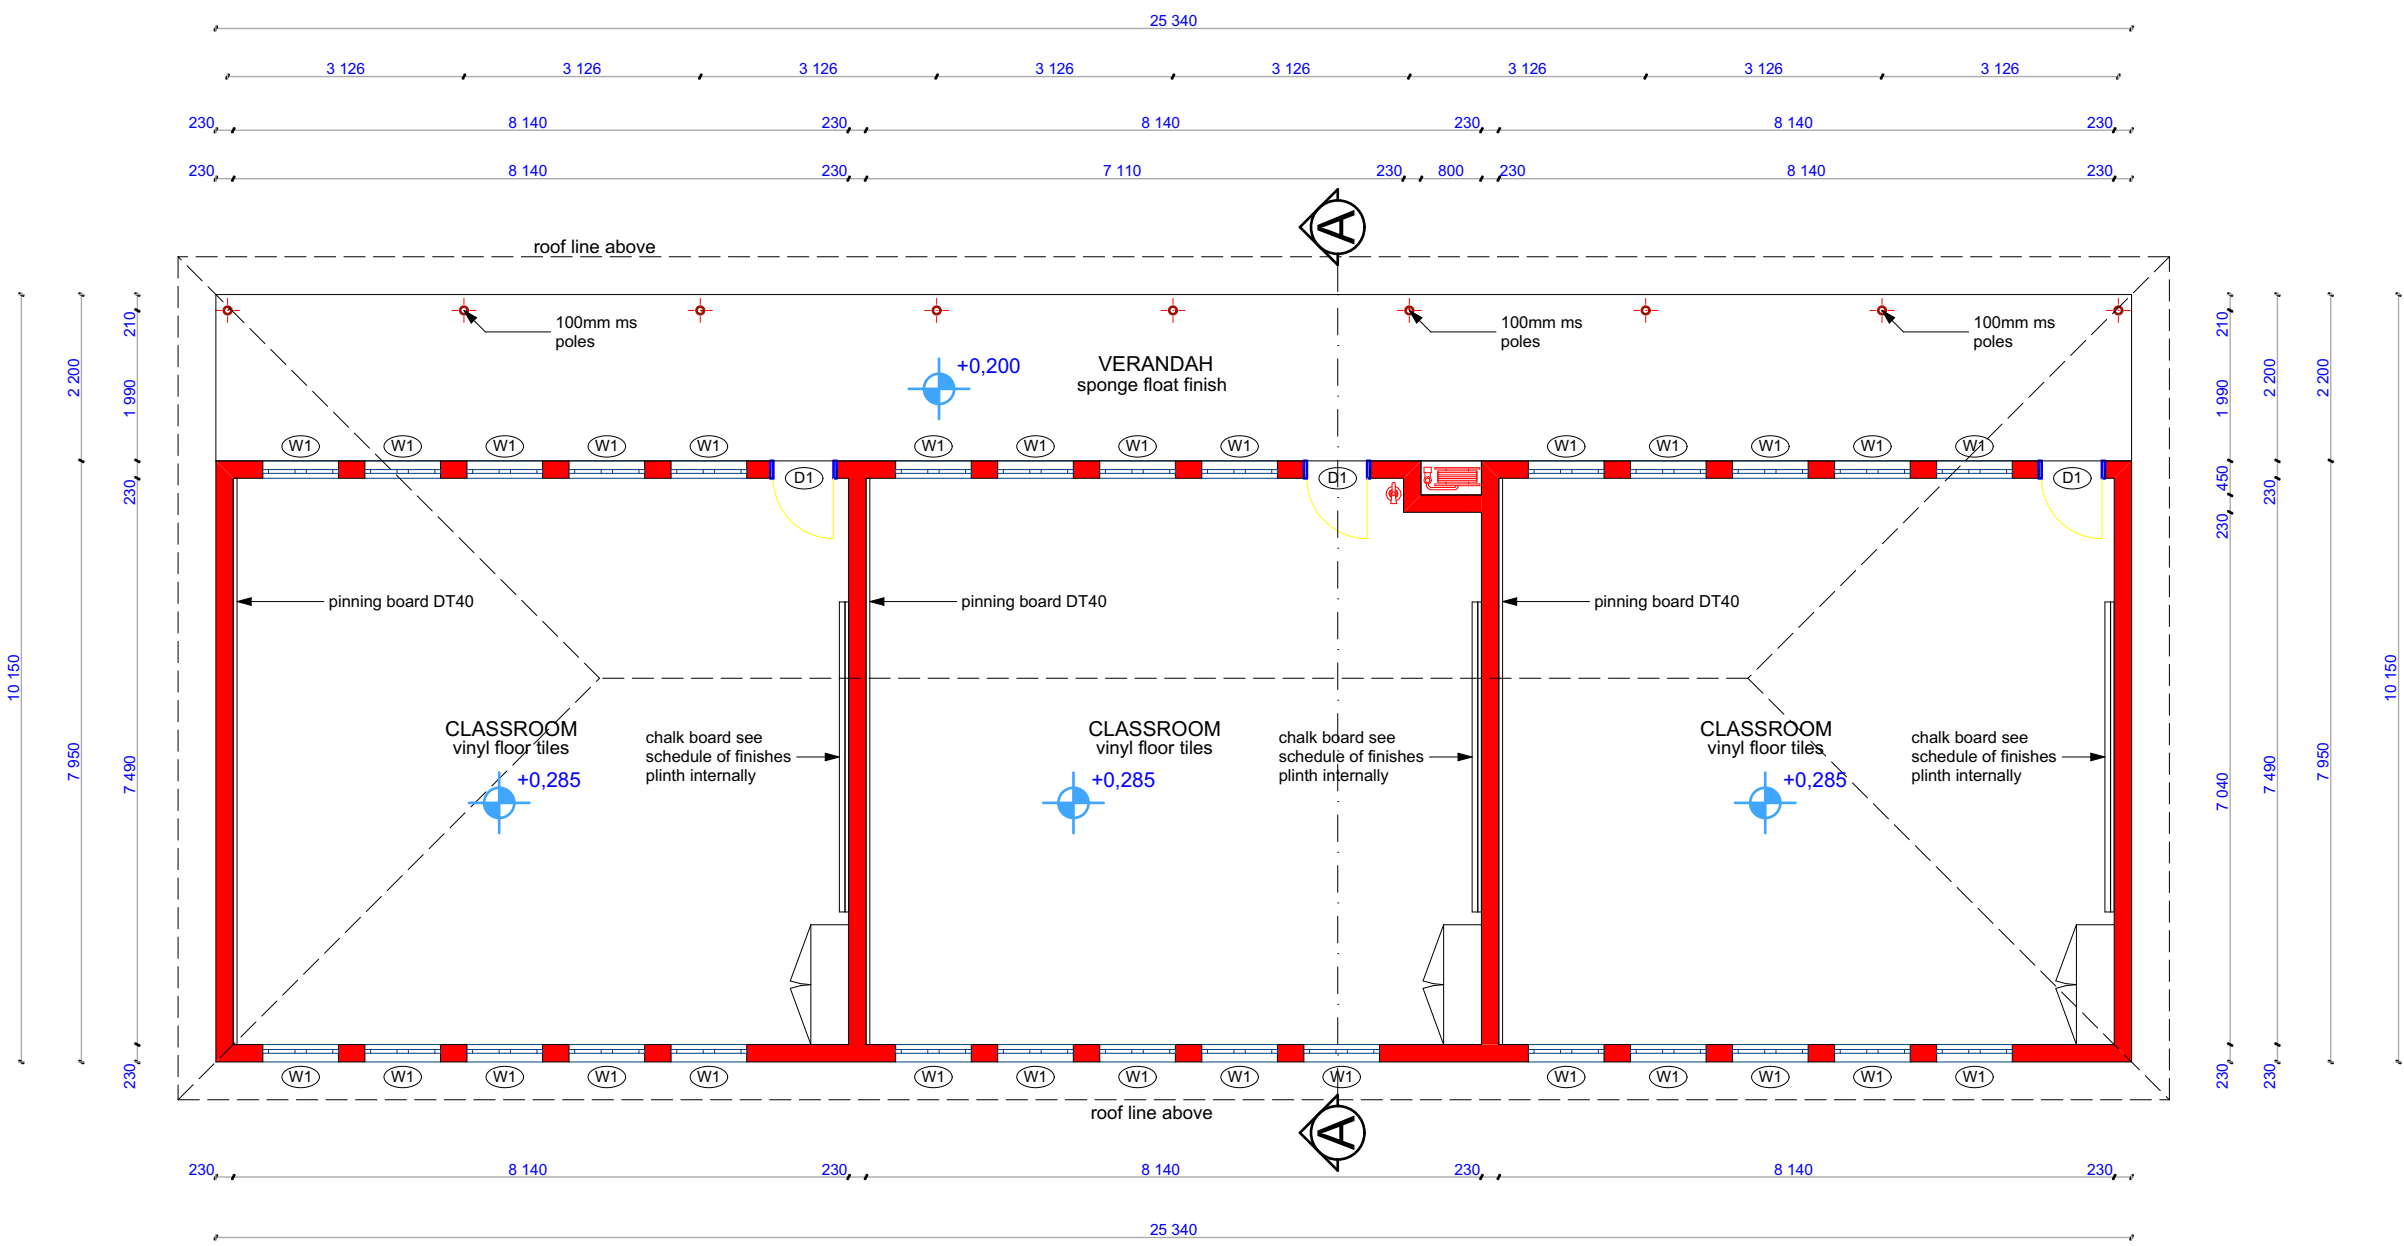 25 340
3 126 3 126 3 126 3 126 3 126 3 126 3 126 3 126
230 8 140 230 8 140 230 8 140 230
230 8 140 230 7 110 230 800 230 8 140 230
A
roof line above
100mm ms
poles
100mm ms
poles
100mm ms
poles
VERANDAH
sponge float finish
+0,200
W1 W1 W1 W1 W1 W1 W1 W1 W1 W1 W1 W1 W1 W1
D1 D1 D1
pinning board DT40 pinning board DT40 pinning board DT40
CLASSROOM
vinyl floor tiles
+0,285
chalk board see
schedule of finishes
plinth internally
CLASSROOM
vinyl floor tiles
+0,285
chalk board see
schedule of finishes
plinth internally
CLASSROOM
vinyl floor tiles
+0,285
chalk board see
schedule of finishes
plinth internally
W1 W1 W1 W1 W1 W1 W1 W1 W1 W1 W1 W1 W1 W1 W1
roof line above
A
230 8 140 230 8 140 230 8 140 230
25 340
10 150
2 200
7 950
210
1 990
230
7 490
230
210
1 990
450
230
7 040
230
2 200
230
7 490
230
2 200
7 950
10 150